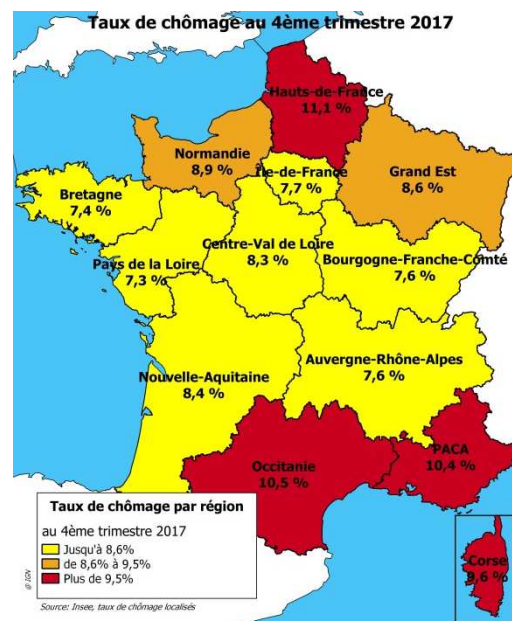 Taux de chômage au 4ème trimestre 2017
Hauts-de-France
11,1 %
Normandie
8,9 %
Île-de-France
7,7 %
Grand Est
8,6 %
Bretagne
7,4 %
Pays de la Loire
7,3 %
Centre-Val de Loire
8,3 %
Bourgogne-Franche-Comté
7,6 %
Auvergne-Rhône-Alpes
7,6 %
Nouvelle-Aquitaine
8,4 %
Occitanie
10,5 %
PACA
10,4 %
Corse
9,6 %
Taux de chômage par région
au 4ème trimestre 2017
Jusqu'à 8,6%
de 8,6% à 9,5%
Plus de 9,5%
© IGN
Source: Insee, taux de chômage localisés